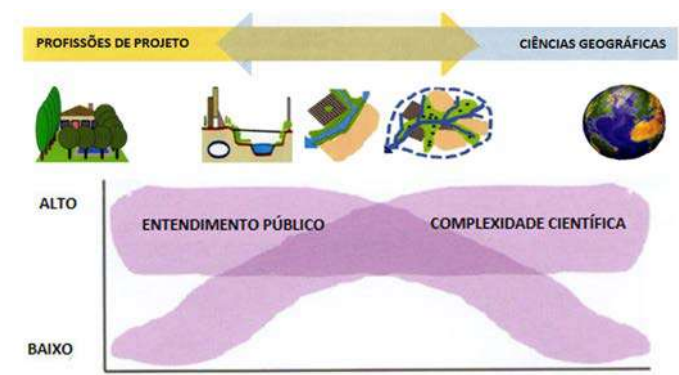 PROFISSÕES DE PROJETO
CIÊNCIAS GEOGRÁFICAS
ALTO
ENTENDIMENTO PÚBLICO
COMPLEXIDADE CIENTÍFICA
BAIXO